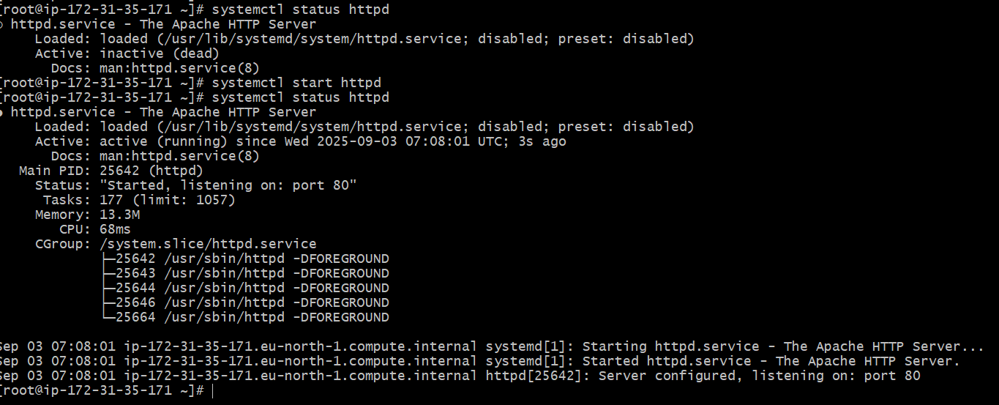 [root@ip-172-31-35-171 ~]# systemctl status httpd
○ httpd.service - The Apache HTTP Server
     Loaded: loaded (/usr/lib/systemd/system/httpd.service; disabled; preset: disabled)
     Active: inactive (dead)
       Docs: man:httpd.service(8)
[root@ip-172-31-35-171 ~]# systemctl start httpd
[root@ip-172-31-35-171 ~]# systemctl status httpd
● httpd.service - The Apache HTTP Server
     Loaded: loaded (/usr/lib/systemd/system/httpd.service; disabled; preset: disabled)
     Active: active (running) since Wed 2025-09-03 07:08:01 UTC; 3s ago
       Docs: man:httpd.service(8)
   Main PID: 25642 (httpd)
     Status: "Started, listening on: port 80"
      Tasks: 177 (limit: 1057)
     Memory: 13.3M
        CPU: 68ms
     CGroup: /system.slice/httpd.service
             ├─25642 /usr/sbin/httpd -DFOREGROUND
             ├─25643 /usr/sbin/httpd -DFOREGROUND
             ├─25644 /usr/sbin/httpd -DFOREGROUND
             ├─25646 /usr/sbin/httpd -DFOREGROUND
             └─25664 /usr/sbin/httpd -DFOREGROUND

Sep 03 07:08:01 ip-172-31-35-171.eu-north-1.compute.internal systemd[1]: Starting httpd.service - The Apache HTTP Server...
Sep 03 07:08:01 ip-172-31-35-171.eu-north-1.compute.internal systemd[1]: Started httpd.service - The Apache HTTP Server.
Sep 03 07:08:01 ip-172-31-35-171.eu-north-1.compute.internal httpd[25642]: Server configured, listening on: port 80
[root@ip-172-31-35-171 ~]#